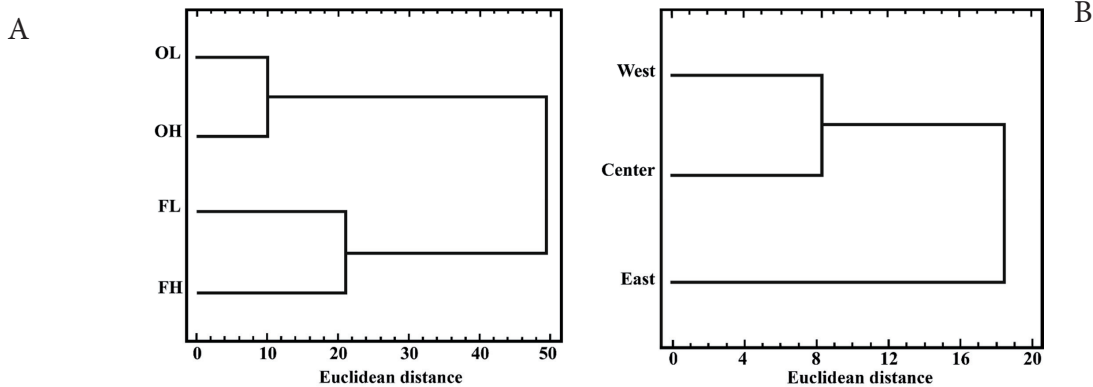 A
OL
OH
FL
FH
0 10 20 30 40 50
Euclidean distance
B
West
Center
East
0 4 8 12 16 20
Euclidean distance